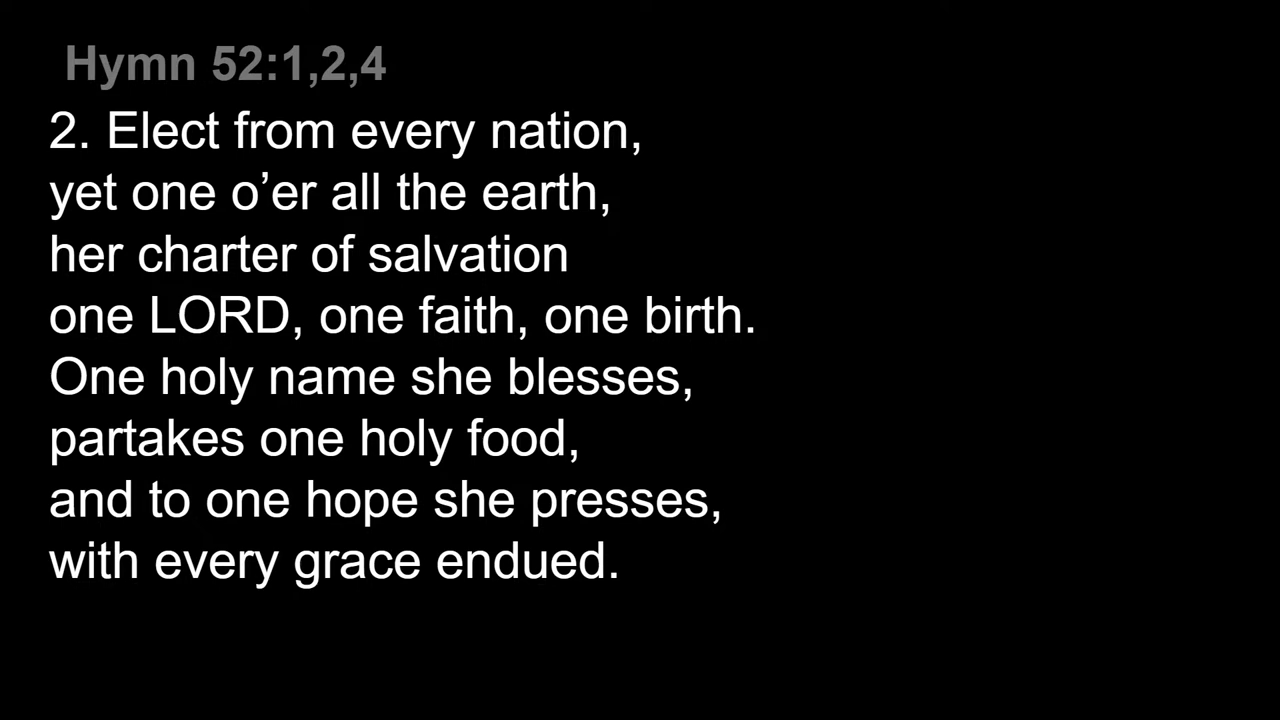 Hymn 52:1,2,4
2. Elect from every nation,
yet one o’er all the earth,
her charter of salvation
one LORD, one faith, one birth.
One holy name she blesses,
partakes one holy food,
and to one hope she presses,
with every grace endued.